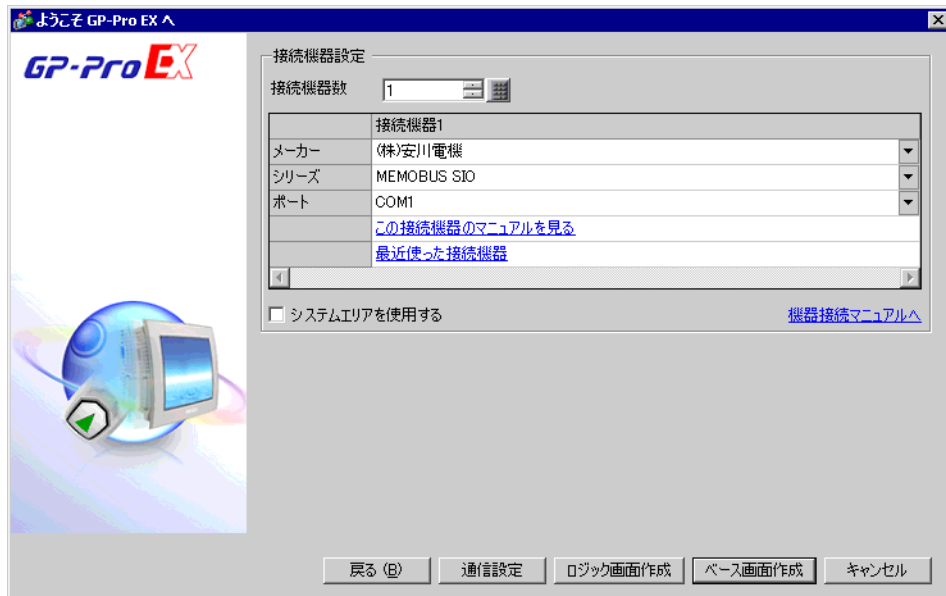 ようこそ GP-Pro EX へ
GP-Pro EX
接続機器設定
接続機器数 1
接続機器1
メーカー (株)安川電機
シリーズ MEMOBUS SIO
ポート COM1
この接続機器のマニュアルを見る
最近使った接続機器
システムエリアを使用する 機器接続マニュアルへ
戻る (B) 通信設定 ロジック画面作成 ベース画面作成 キャンセル